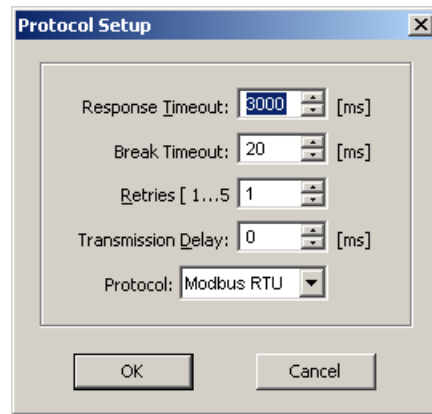 Protocol Setup
Response Timeout: 3000 [ms]
Break Timeout: 20 [ms]
Retries [ 1...5 1
Transmission Delay: 0 [ms]
Protocol: Modbus RTU
OK Cancel